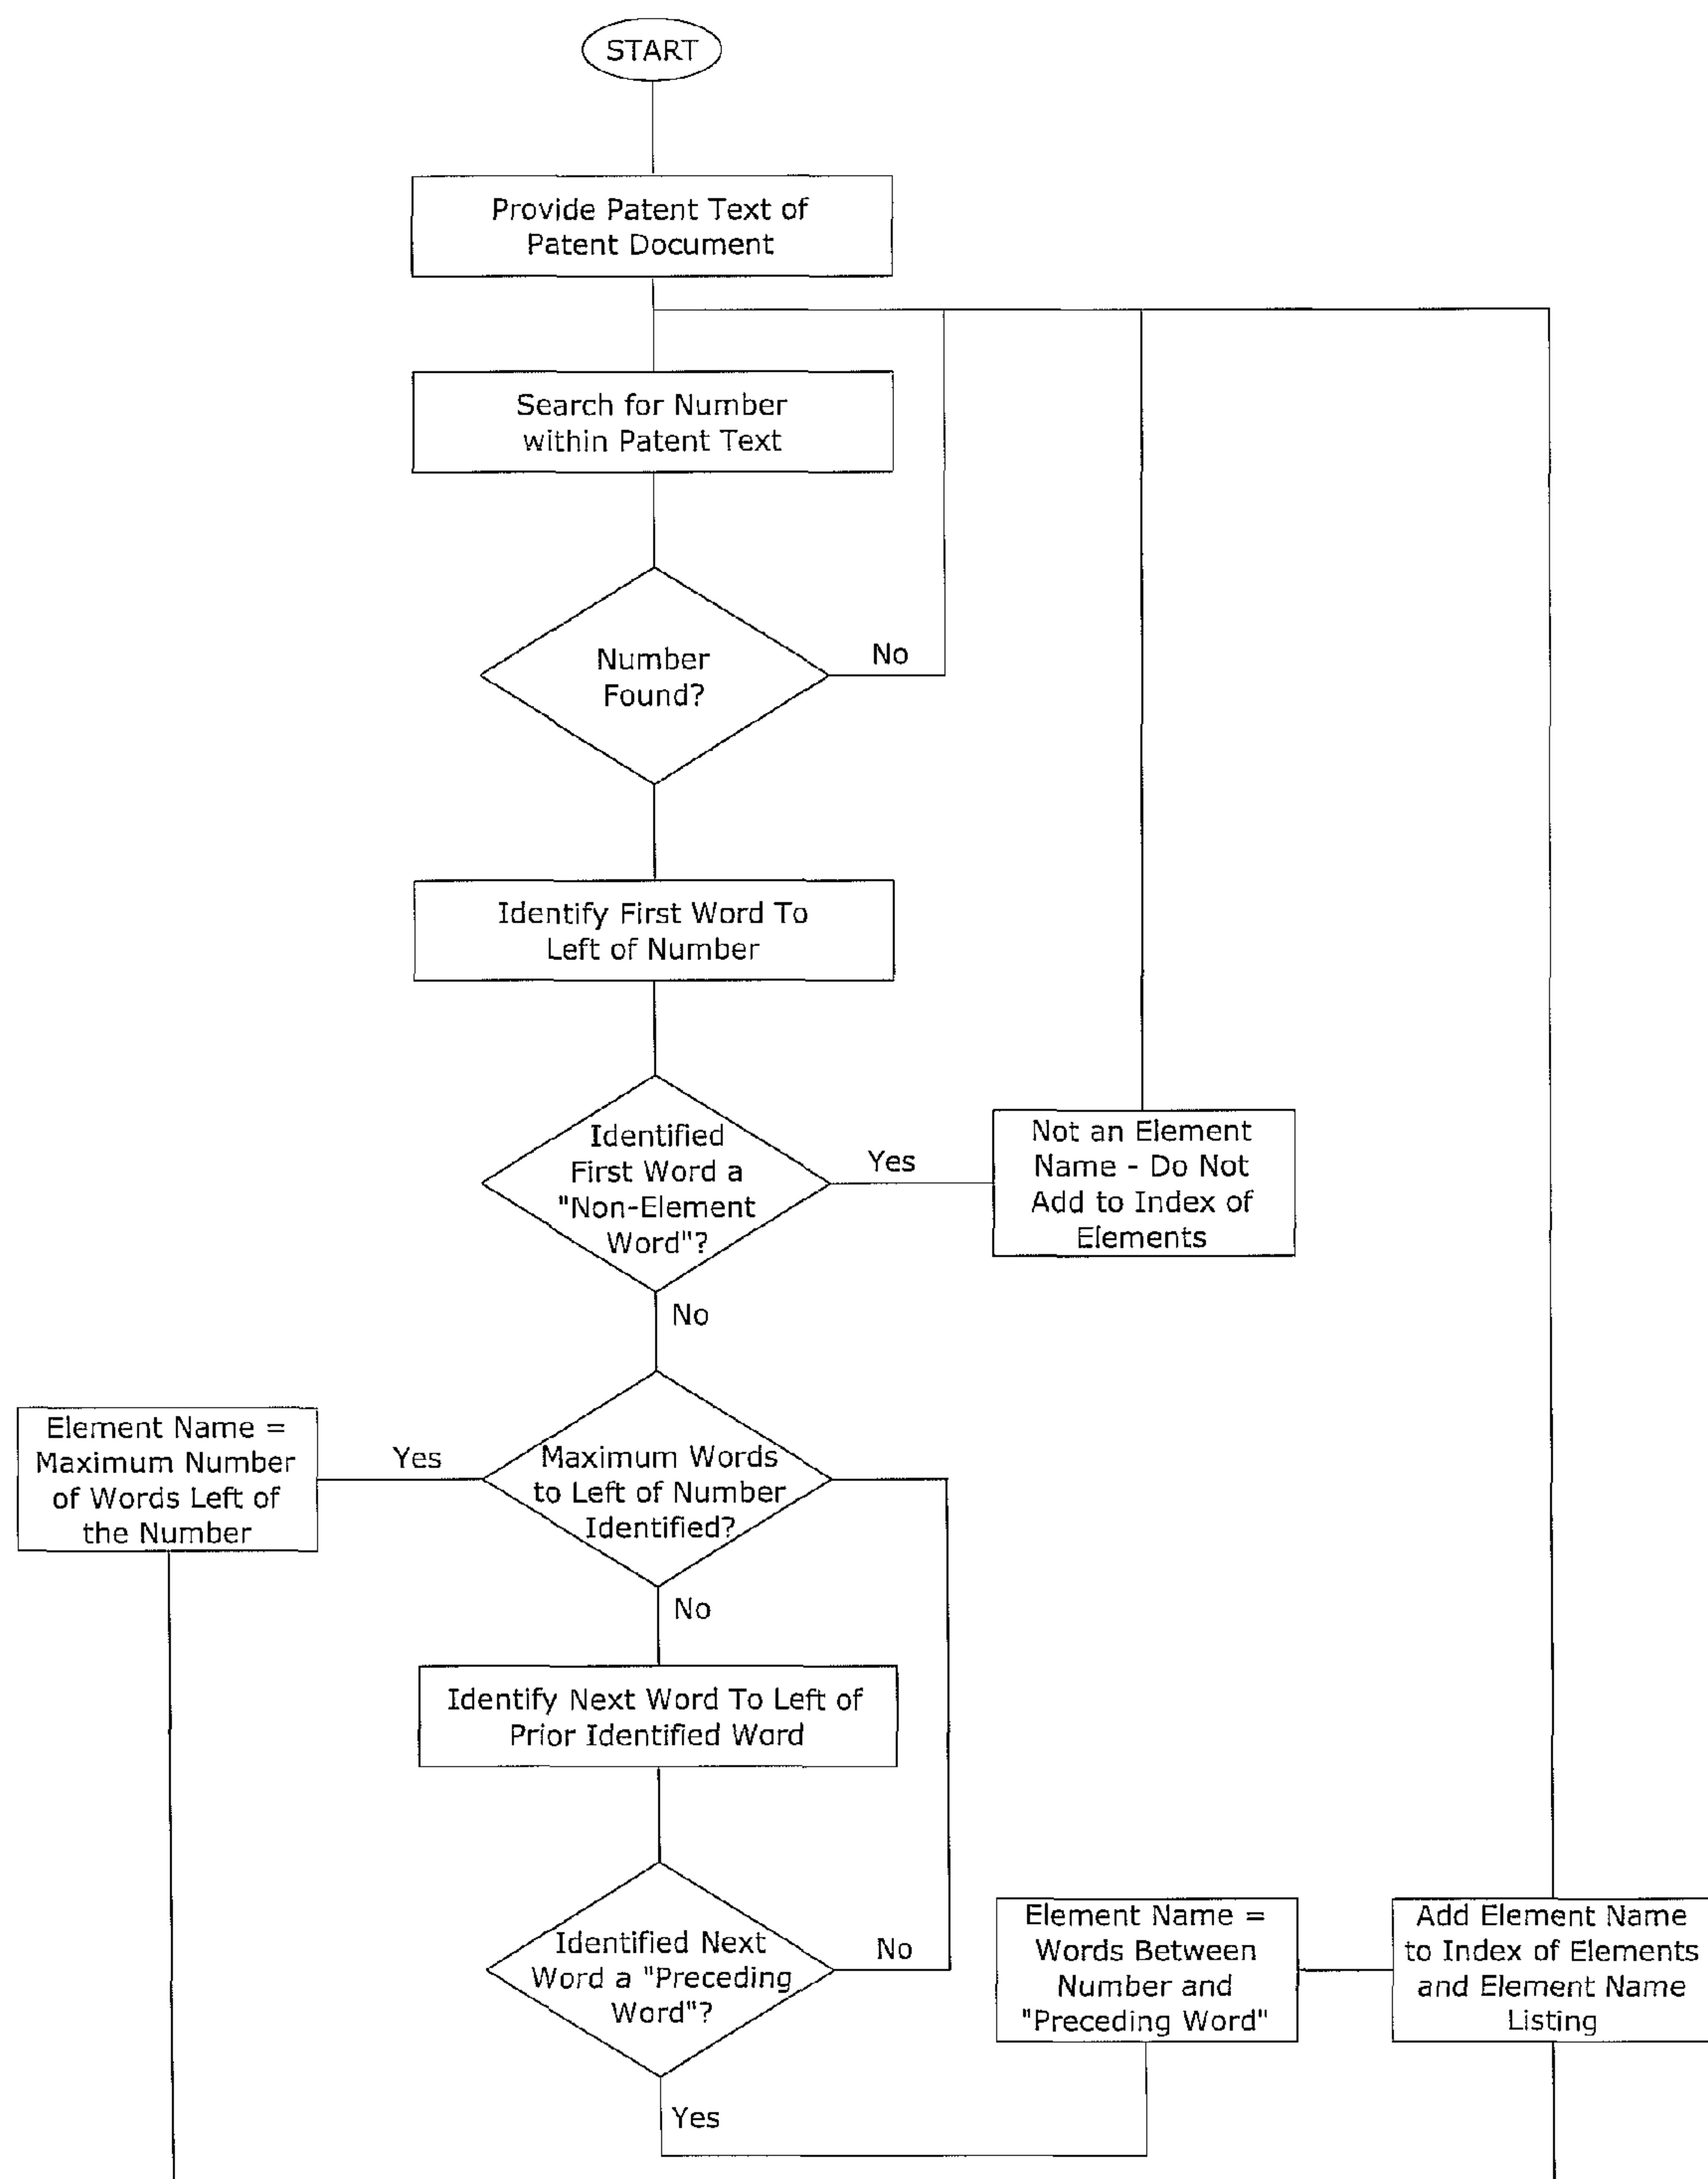 START
Provide Patent Text of
Patent Document
Search for Number
within Patent Text
Number
Found?
No
Identify First Word To
Left of Number
Identified
First Word a
"Non-Element
Word"?
Yes
Not an Element
Name - Do Not
Add to Index of
Elements
No
Element Name =
Maximum Number
of Words Left of
the Number
Yes
Maximum Words
to Left of Number
Identified?
No
Identify Next Word To Left of
Prior Identified Word
Identified Next
Word a "Preceding
Word"?
No
Element Name =
Words Between
Number and
"Preceding Word"
Add Element Name
to Index of Elements
and Element Name
Listing
Yes